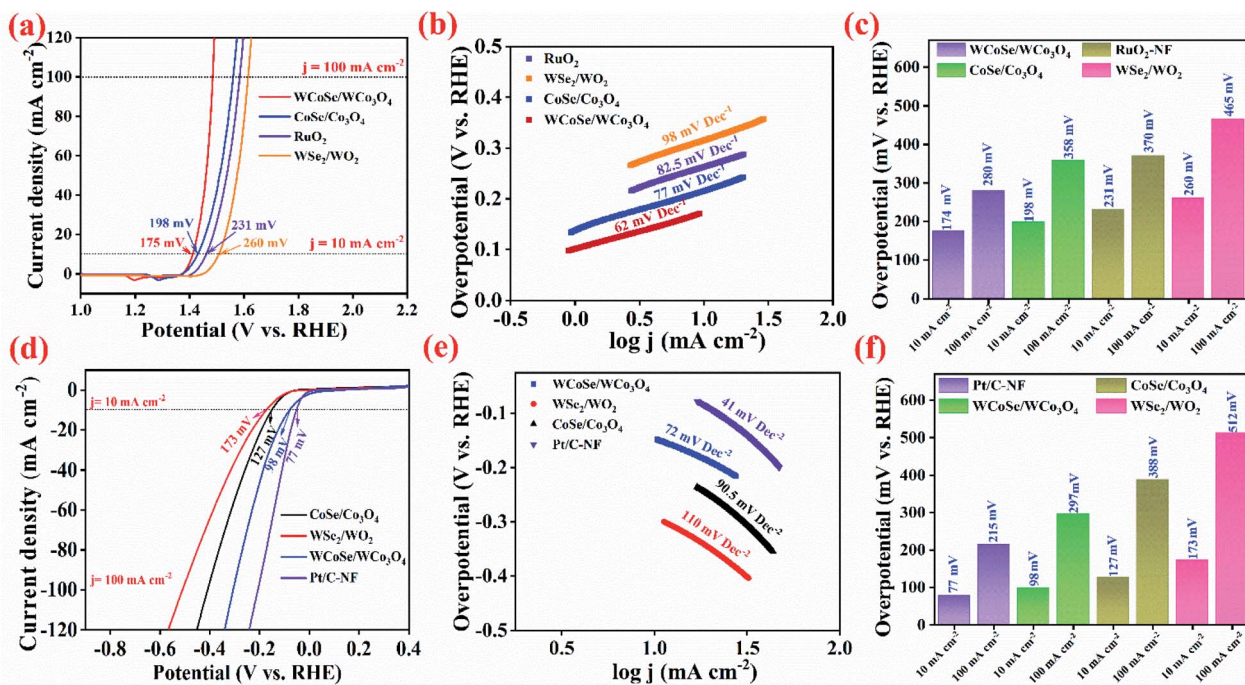 (a)
120
100
80
60
40
20
0
Current density (mA cm⁻²)
j = 100 mA cm⁻²
WCoSe/WCo₃O₄
CoSe/Co₃O₄
RuO₂
WSe₂/WO₂
198 mV
231 mV
175 mV
260 mV
j = 10 mA cm⁻²
1.0 1.2 1.4 1.6 1.8 2.0 2.2
Potential (V vs. RHE)
(b)
0.5
0.4
0.3
0.2
0.1
0.0
Overpotential (V vs. RHE)
RuO₂
WSe₂/WO₂
CoSe/Co₃O₄
WCoSe/WCo₃O₄
98 mV Dec⁻¹
82.5 mV Dec⁻¹
77 mV Dec⁻¹
62 mV Dec⁻¹
-0.5 0.0 0.5 1.0 1.5 2.0
log j (mA cm⁻²)
(c)
600
500
400
300
200
100
0
Overpotential (mV vs. RHE)
WCoSe/WCo₃O₄ RuO₂-NF
CoSe/Co₃O₄ WSe₂/WO₂
174 mV
280 mV
198 mV
358 mV
231 mV
370 mV
260 mV
465 mV
10 mA cm⁻²
100 mA cm⁻²
10 mA cm⁻²
100 mA cm⁻²
10 mA cm⁻²
100 mA cm⁻²
10 mA cm⁻²
100 mA cm⁻²
(d)
0
-20
-40
-60
-80
-100
-120
Current density (mA cm⁻²)
j= 10 mA cm⁻²
173 mV
127 mV
98 mV
77 mV
CoSe/Co₃O₄
WSe₂/WO₂
WCoSe/WCo₃O₄
Pt/C-NF
j= 100 mA cm⁻²
-0.8 -0.6 -0.4 -0.2 0.0 0.2 0.4
Potential (V vs. RHE)
(e)
-0.1
-0.2
-0.3
-0.4
-0.5
Overpotential (V vs. RHE)
WCoSe/WCo₃O₄
WSe₂/WO₂
CoSe/Co₃O₄
Pt/C-NF
41 mV Dec⁻²
72 mV Dec⁻²
90.5 mV Dec⁻²
110 mV Dec⁻²
0.5 1.0 1.5 2.0
log j (mA cm⁻²)
(f)
600
500
400
300
200
100
0
Overpotential (mV vs. RHE)
Pt/C-NF CoSe/Co₃O₄
WCoSe/WCo₃O₄ WSe₂/WO₂
77 mV
215 mV
98 mV
297mV
127 mV
388 mV
173 mV
512 mV
10 mA cm⁻²
100 mA cm⁻²
10 mA cm⁻²
100 mA cm⁻²
10 mA cm⁻²
100 mA cm⁻²
10 mA cm⁻²
100 mA cm⁻²